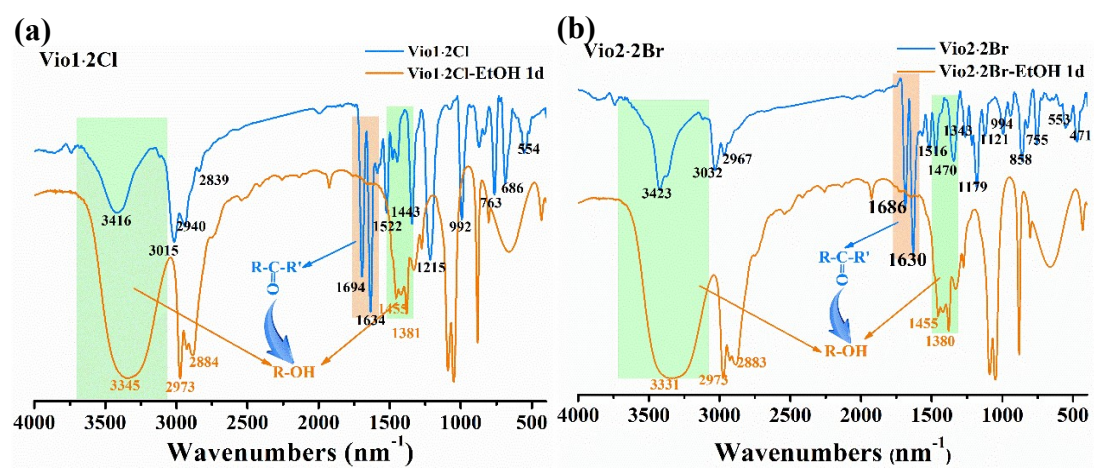 (a)
Vio1·2Cl
Vio1·2Cl
Vio1·2Cl-EtOH 1d
3416
3015
2940
2839
1694
1634
1522
1443
1215
992
763
686
554
R-C-R'
O
R-OH
3345
2973
2884
1455
1381
4000 3500 3000 2500 2000 1500 1000 500
Wavenumbers (nm⁻¹)
(b)
Vio2·2Br
Vio2·2Br
Vio2·2Br-EtOH 1d
3423
3032
2967
1686
1630
1516
1470
1343
1179
1121
994
858
755
553
471
R-C-R'
O
R-OH
3331
2975
2883
1455
1380
4000 3500 3000 2500 2000 1500 1000 500
Wavenumbers (nm⁻¹)